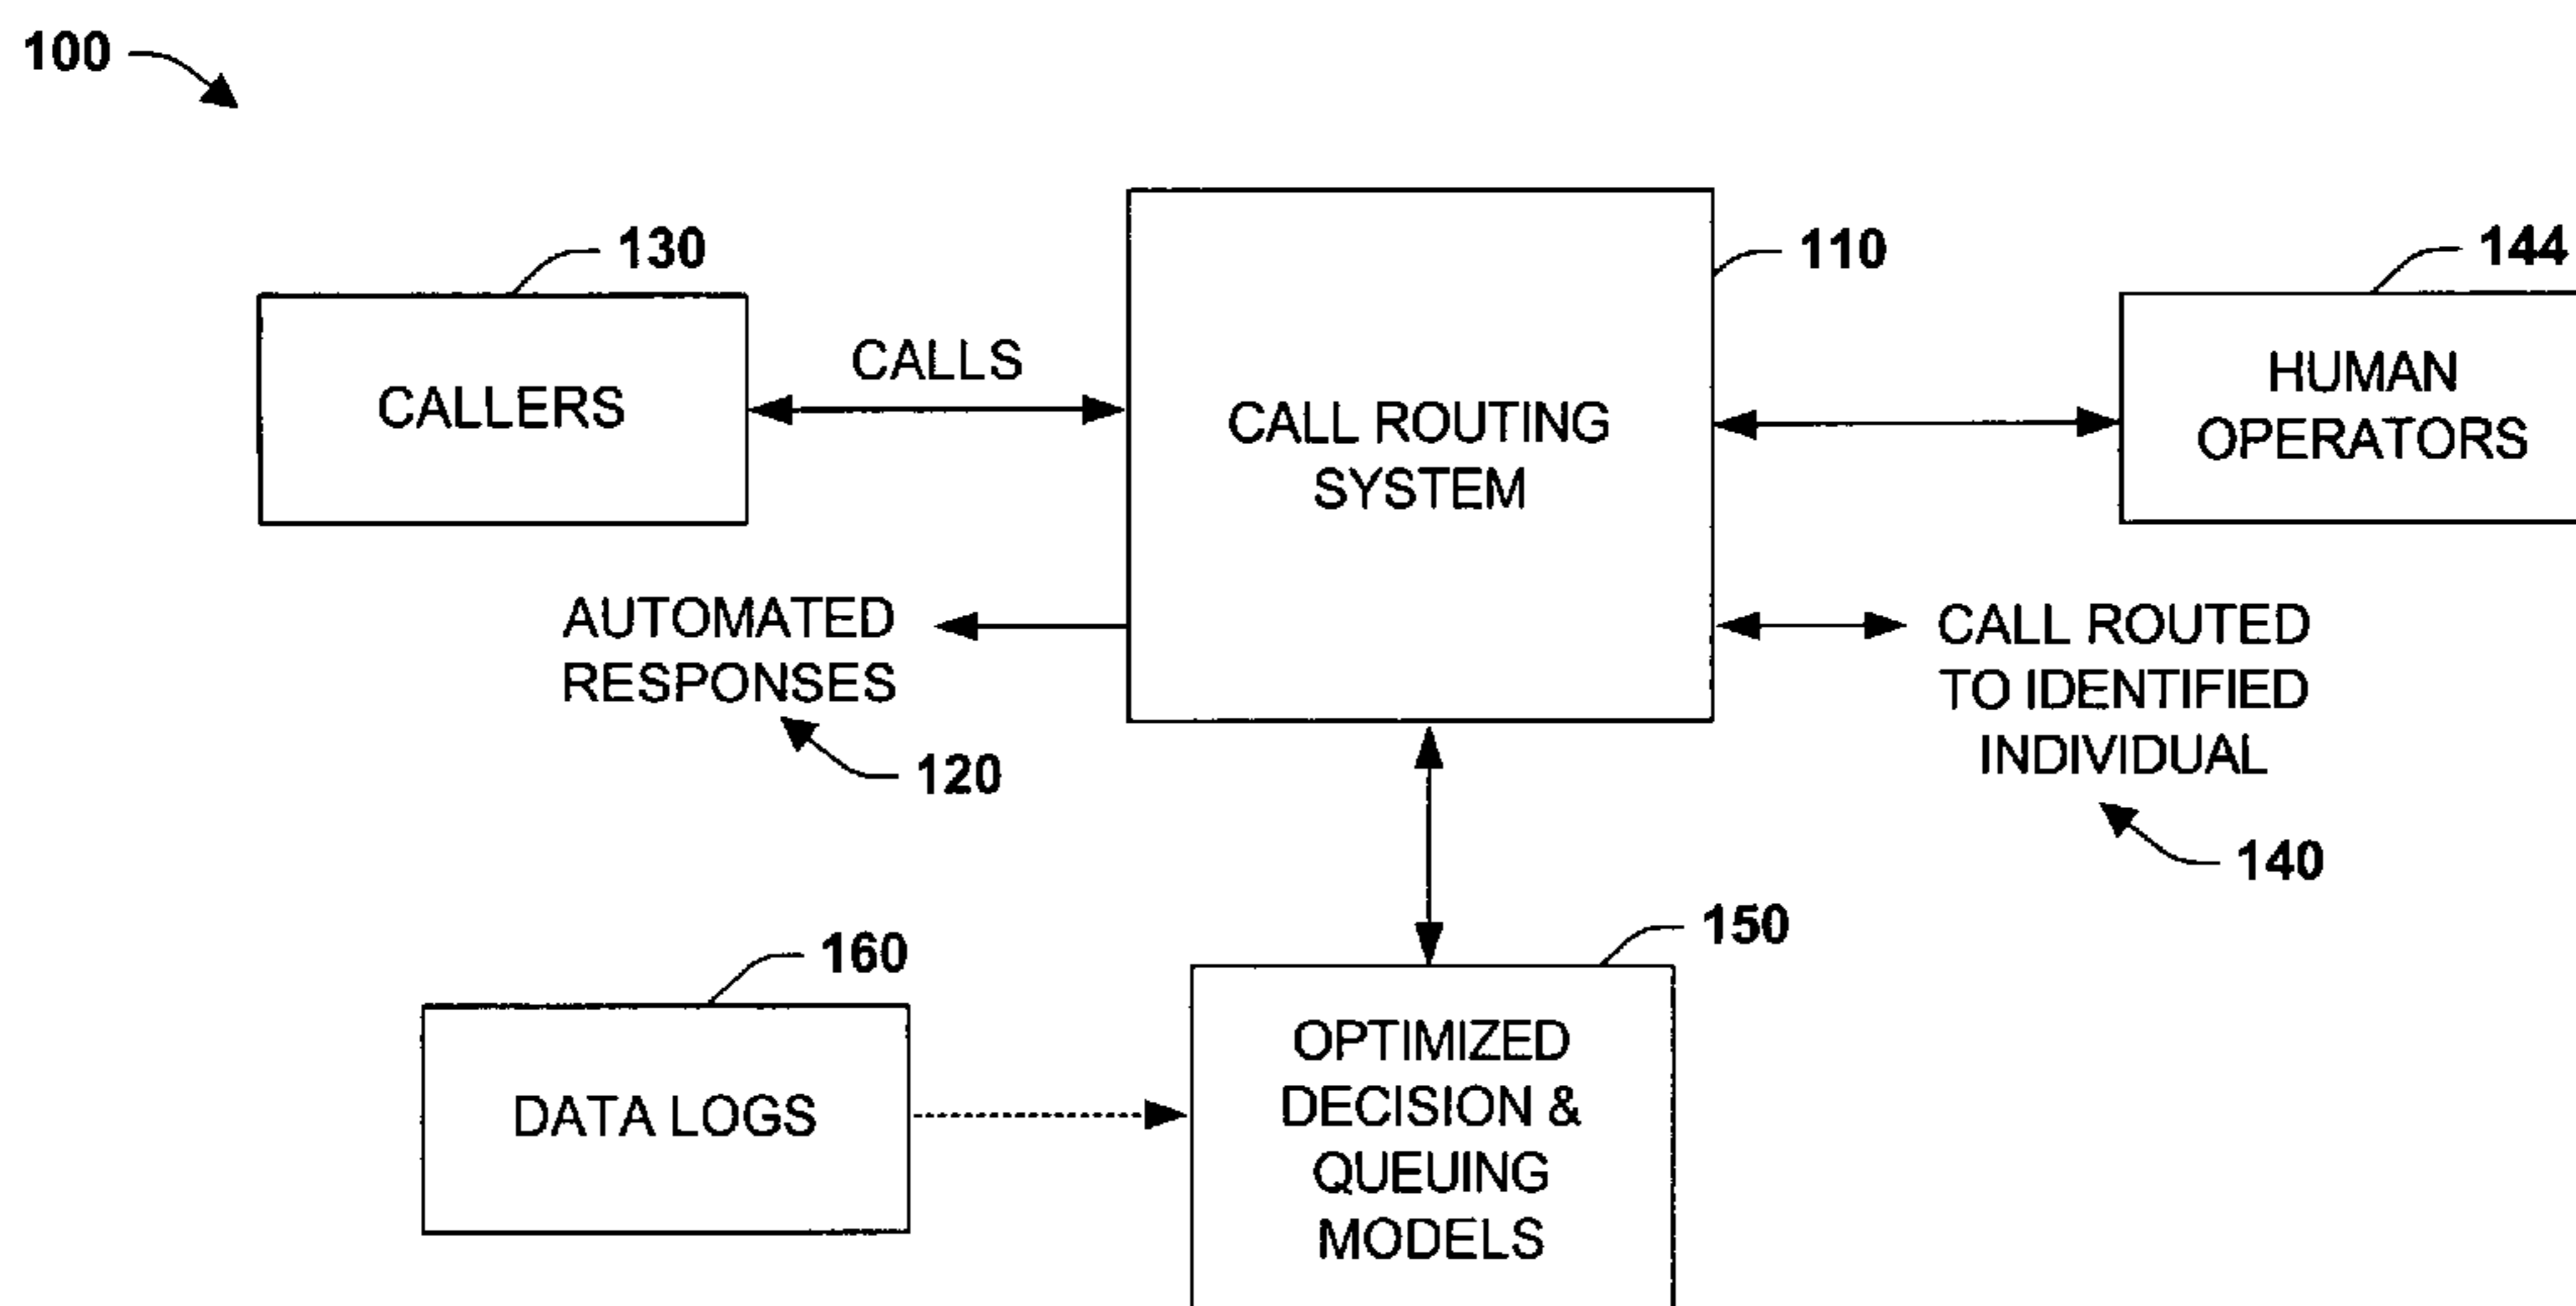 100
130
110
144
CALLERS
CALLS
CALL ROUTING
SYSTEM
HUMAN
OPERATORS
AUTOMATED
RESPONSES
120
CALL ROUTED
TO IDENTIFIED
INDIVIDUAL
140
160
150
DATA LOGS
OPTIMIZED
DECISION &
QUEUING
MODELS